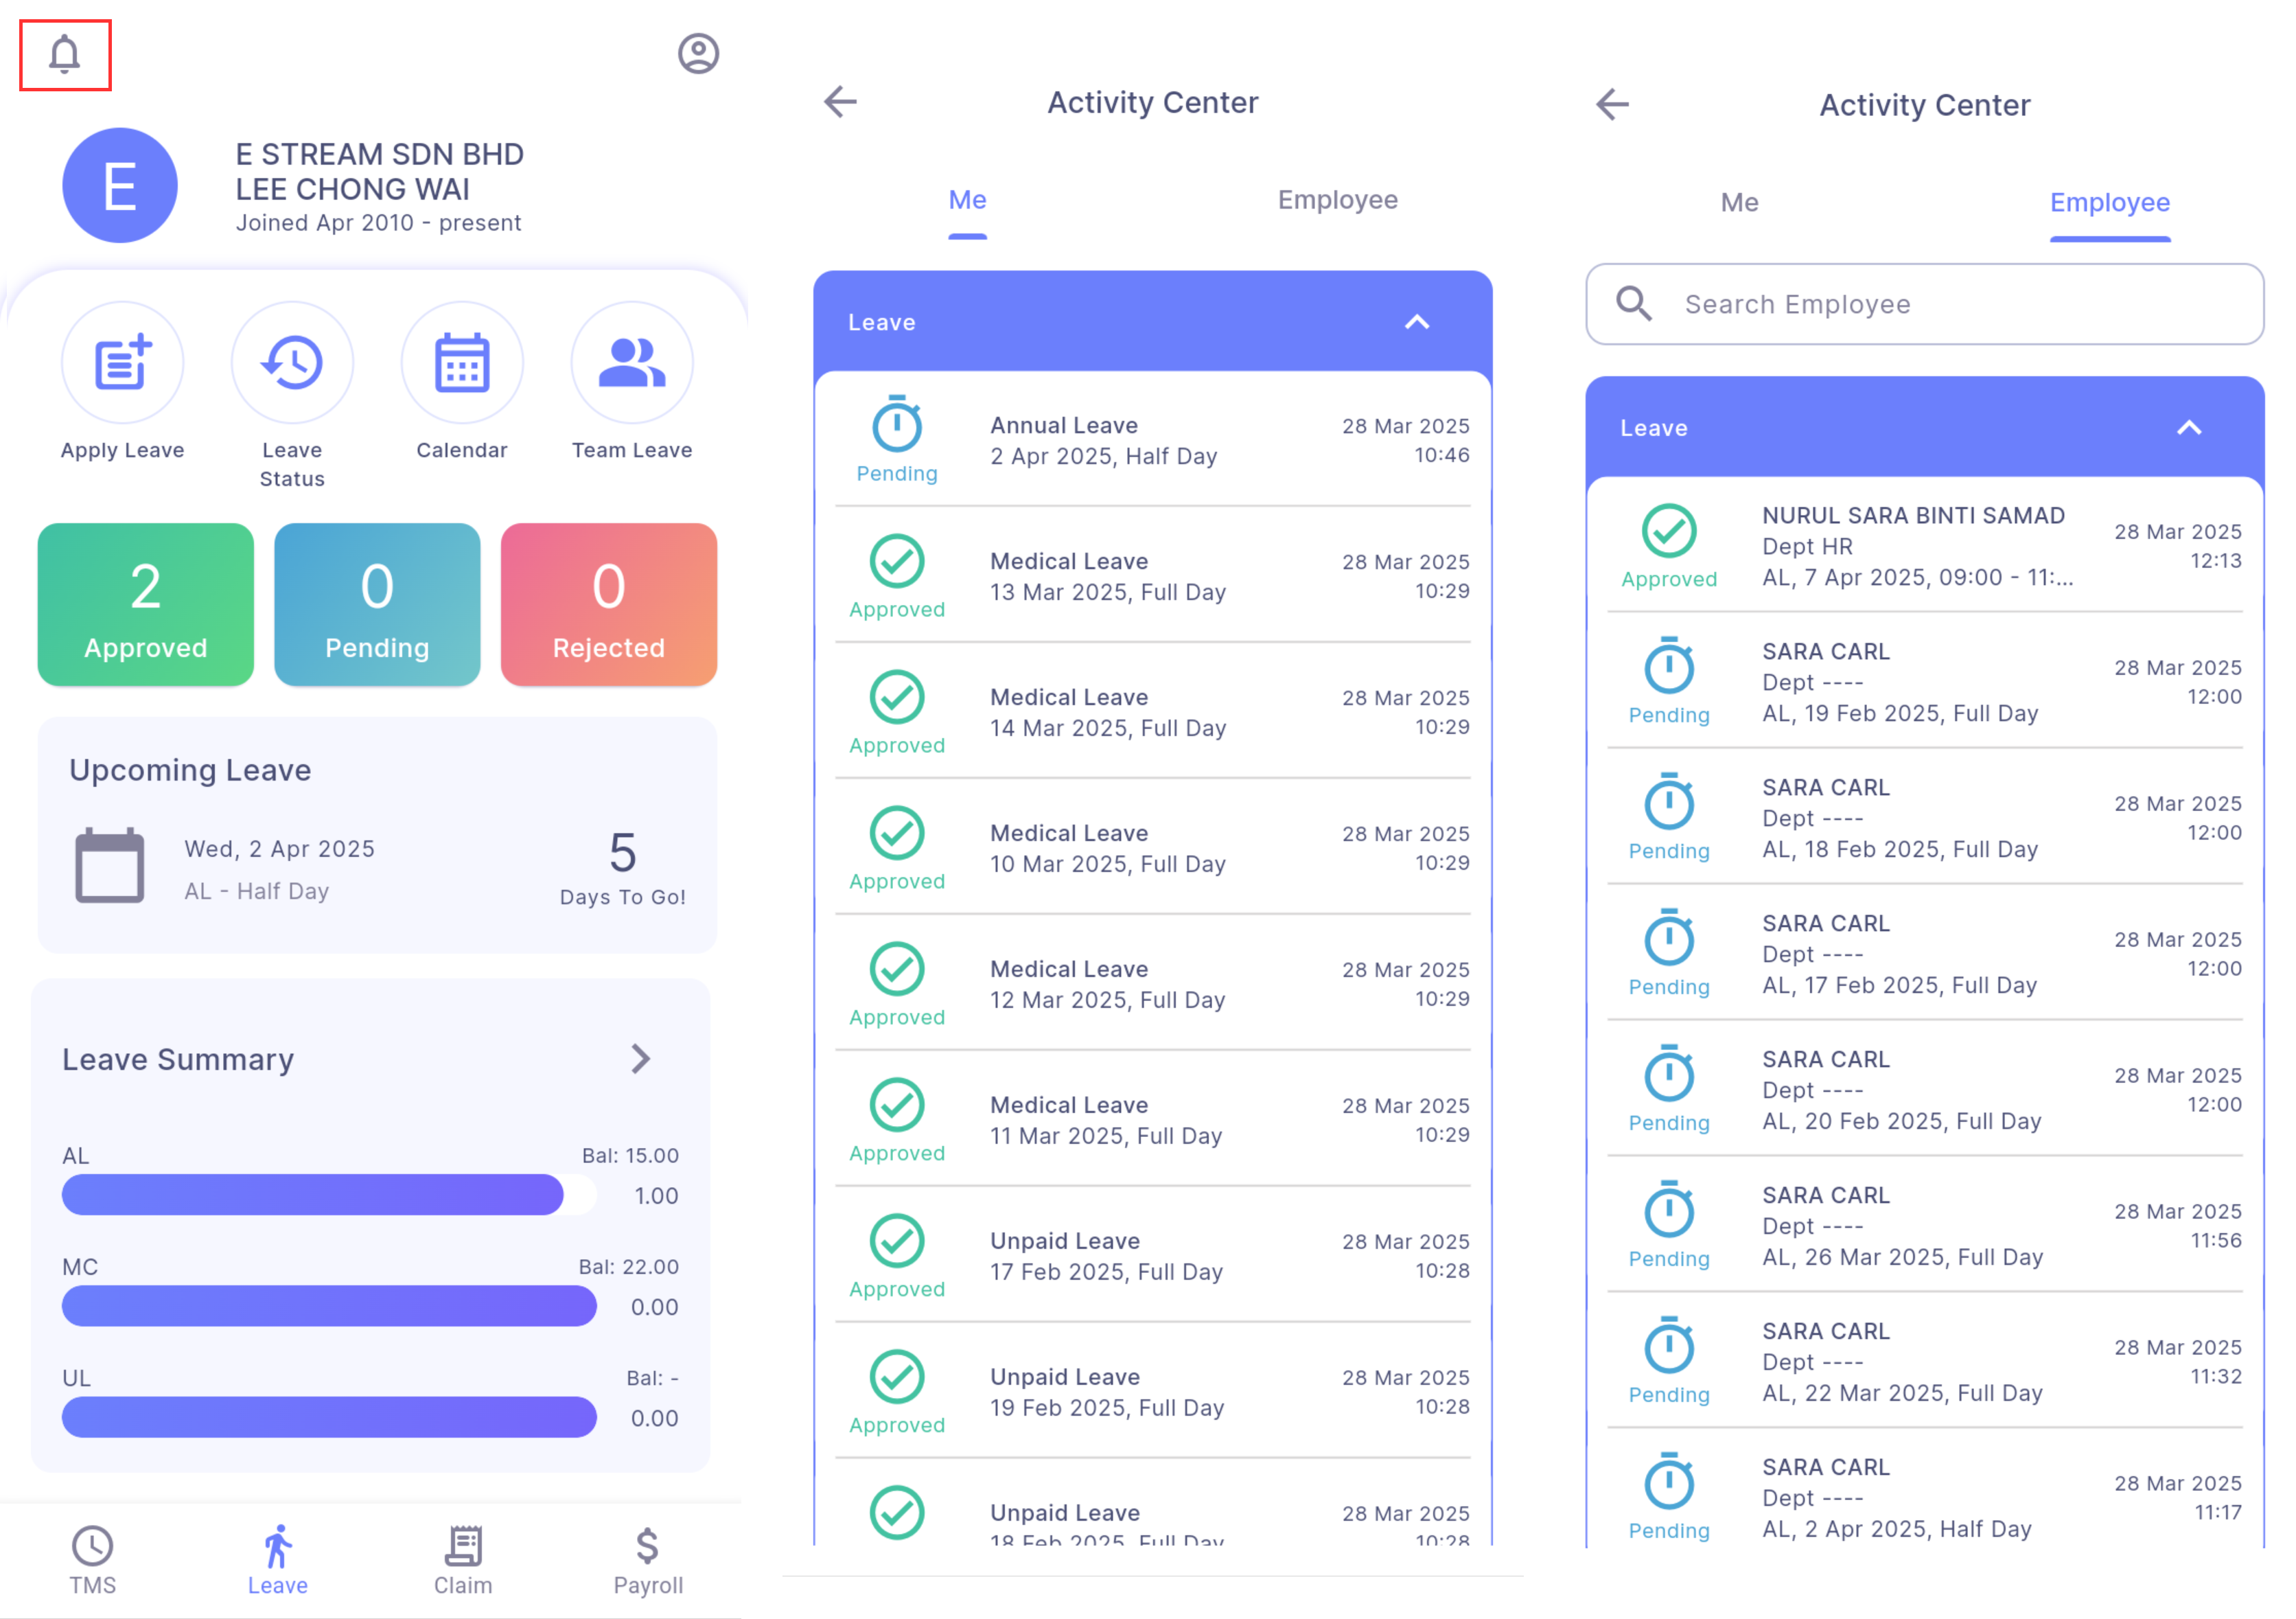 E
E STREAM SDN BHD
LEE CHONG WAI
Joined Apr 2010 - present
Apply Leave
Leave
Status
Calendar
Team Leave
2
Approved
0
Pending
0
Rejected
Upcoming Leave
Wed, 2 Apr 2025
AL - Half Day
5
Days To Go!
Leave Summary
AL
Bal: 15.00
1.00
MC
Bal: 22.00
0.00
UL
Bal: -
0.00
TMS
Leave
Claim
Payroll
Activity Center
Me
Employee
Leave
Annual Leave
28 Mar 2025
2 Apr 2025, Half Day
10:46
Pending
Medical Leave
28 Mar 2025
13 Mar 2025, Full Day
10:29
Approved
Medical Leave
28 Mar 2025
14 Mar 2025, Full Day
10:29
Approved
Medical Leave
28 Mar 2025
10 Mar 2025, Full Day
10:29
Approved
Medical Leave
28 Mar 2025
12 Mar 2025, Full Day
10:29
Approved
Medical Leave
28 Mar 2025
11 Mar 2025, Full Day
10:29
Approved
Unpaid Leave
28 Mar 2025
17 Feb 2025, Full Day
10:28
Approved
Unpaid Leave
28 Mar 2025
19 Feb 2025, Full Day
10:28
Approved
Unpaid Leave
28 Mar 2025
18 Feb 2025, Full Day
10:28
Activity Center
Me
Employee
Search Employee
Leave
NURUL SARA BINTI SAMAD
28 Mar 2025
Dept HR
12:13
AL, 7 Apr 2025, 09:00 - 11:...
Approved
SARA CARL
28 Mar 2025
Dept ----
12:00
AL, 19 Feb 2025, Full Day
Pending
SARA CARL
28 Mar 2025
Dept ----
12:00
AL, 18 Feb 2025, Full Day
Pending
SARA CARL
28 Mar 2025
Dept ----
12:00
AL, 17 Feb 2025, Full Day
Pending
SARA CARL
28 Mar 2025
Dept ----
12:00
AL, 20 Feb 2025, Full Day
Pending
SARA CARL
28 Mar 2025
Dept ----
11:56
AL, 26 Mar 2025, Full Day
Pending
SARA CARL
28 Mar 2025
Dept ----
11:32
AL, 22 Mar 2025, Full Day
Pending
SARA CARL
28 Mar 2025
Dept ----
11:17
AL, 2 Apr 2025, Half Day
Pending